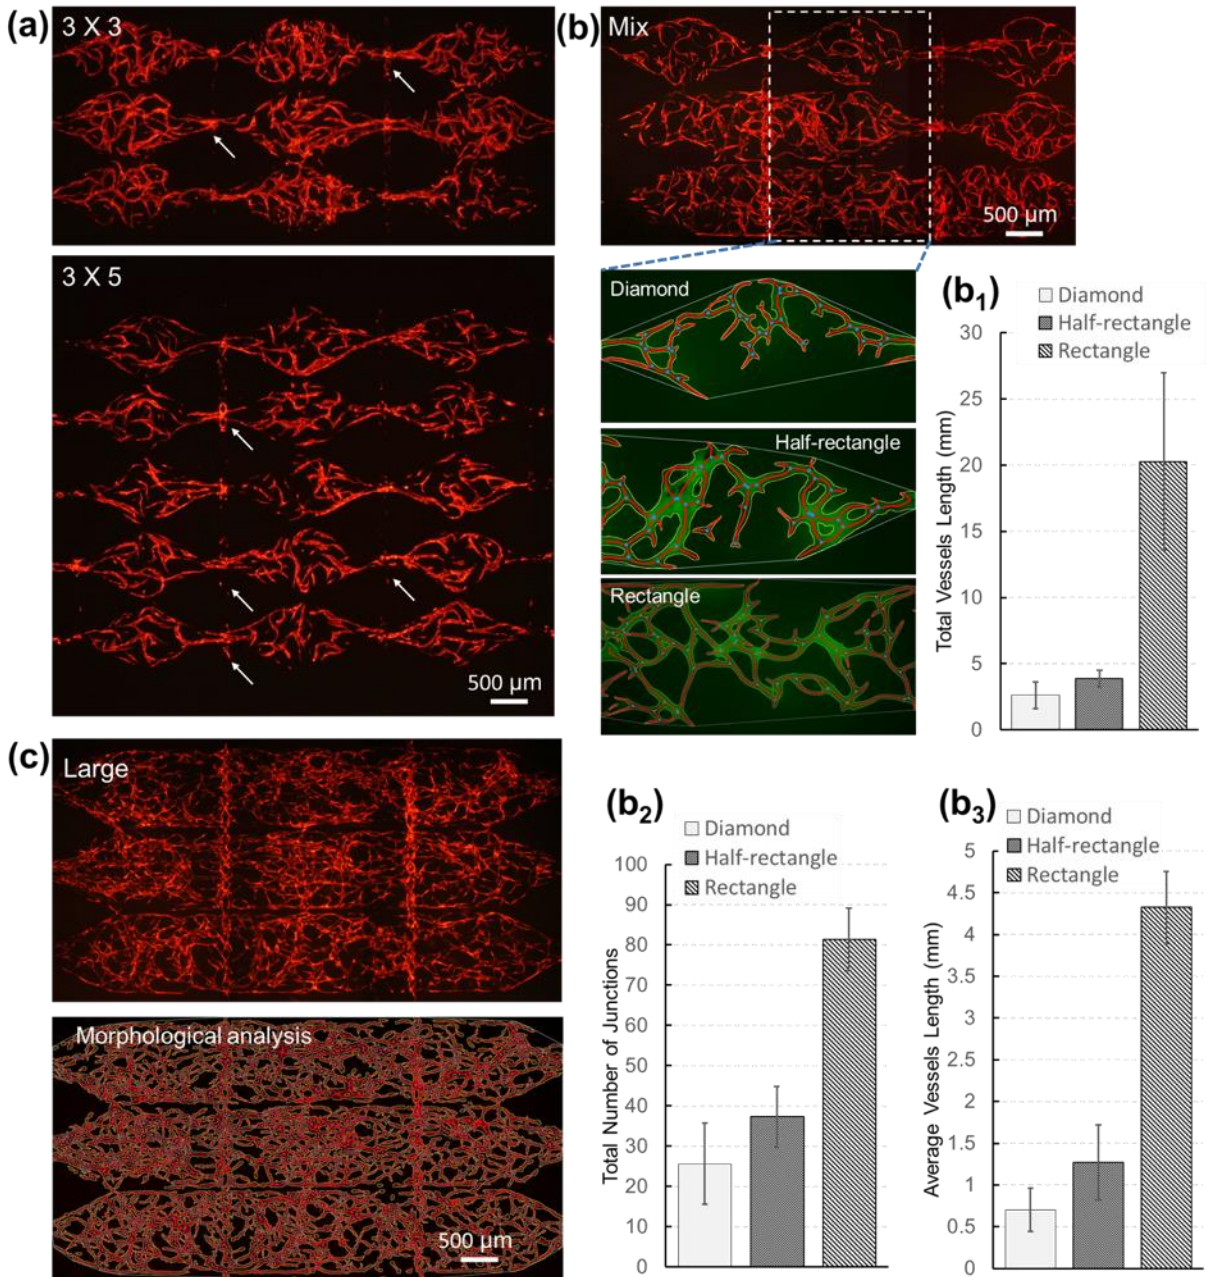 (a)
3 X 3
3 X 5
500 µm
(b)
Mix
500 µm
Diamond
Half-rectangle
Rectangle
(b1)
Diamond
Half-rectangle
Rectangle
Total Vessels Length (mm)
30
25
20
15
10
5
0
(c)
Large
Morphological analysis
500 µm
(b2)
Diamond
Half-rectangle
Rectangle
Total Number of Junctions
100
90
80
70
60
50
40
30
20
10
0
(b3)
Diamond
Half-rectangle
Rectangle
Average Vessels Length (mm)
5
4.5
4
3.5
3
2.5
2
1.5
1
0.5
0